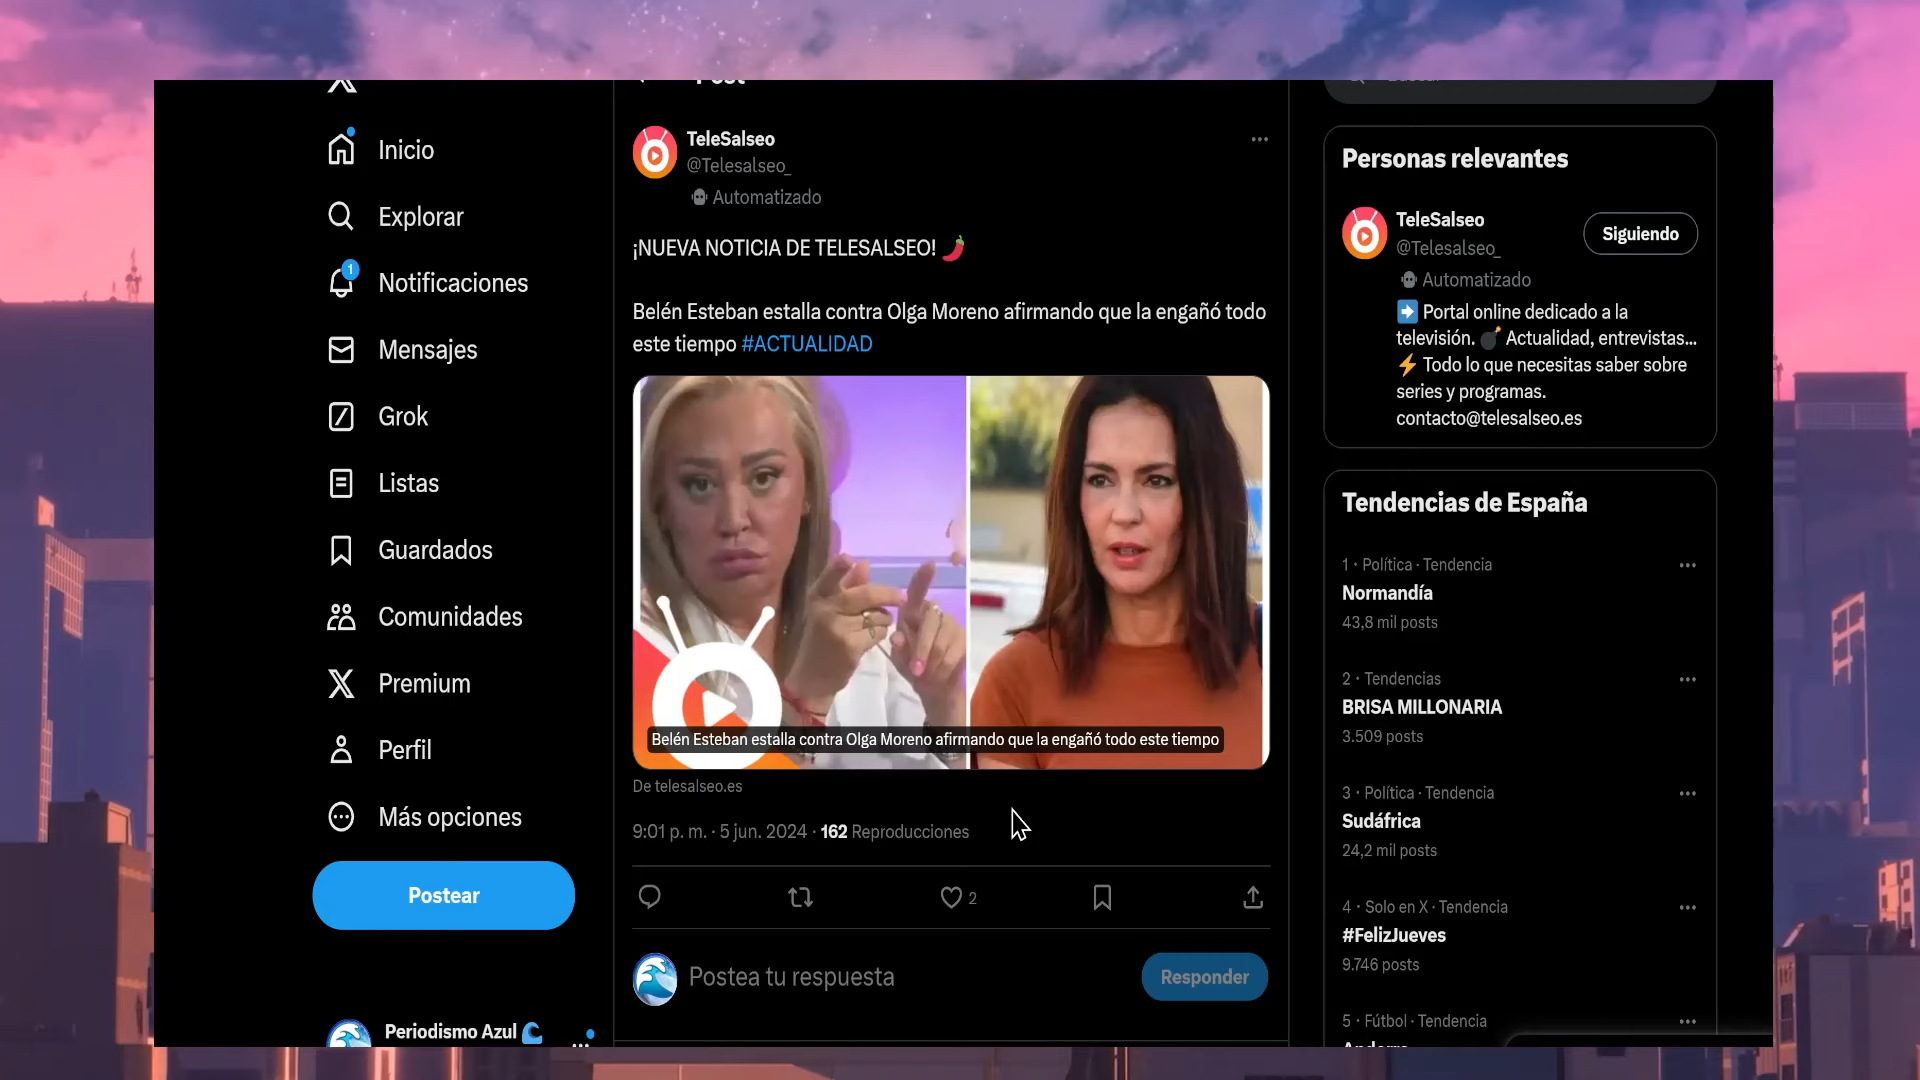 Post
Inicio
Explorar
1
Notificaciones
Mensajes
Grok
Listas
Guardados
Comunidades
Premium
Perfil
Más opciones
Postear
Periodismo Azul
TeleSalseo
@Telesalseo_
Automatizado
¡NUEVA NOTICIA DE TELESALSEO! 🌶️
Belén Esteban estalla contra Olga Moreno afirmando que la engañó todo
este tiempo #ACTUALIDAD
Belén Esteban estalla contra Olga Moreno afirmando que la engañó todo este tiempo
De telesalseo.es
9:01 p. m. · 5 jun. 2024 · 162 Reproducciones
2
Postea tu respuesta
Responder
Personas relevantes
TeleSalseo
@Telesalseo_
Siguiendo
Automatizado
➡️ Portal online dedicado a la
televisión. 💣 Actualidad, entrevistas...
⚡ Todo lo que necesitas saber sobre
series y programas.
contacto@telesalseo.es
Tendencias de España
1 · Política · Tendencia
Normandía
43,8 mil posts
2 · Tendencias
BRISA MILLONARIA
3.509 posts
3 · Política · Tendencia
Sudáfrica
24,2 mil posts
4 · Solo en X · Tendencia
#FelizJueves
9.746 posts
5 · Fútbol · Tendencia